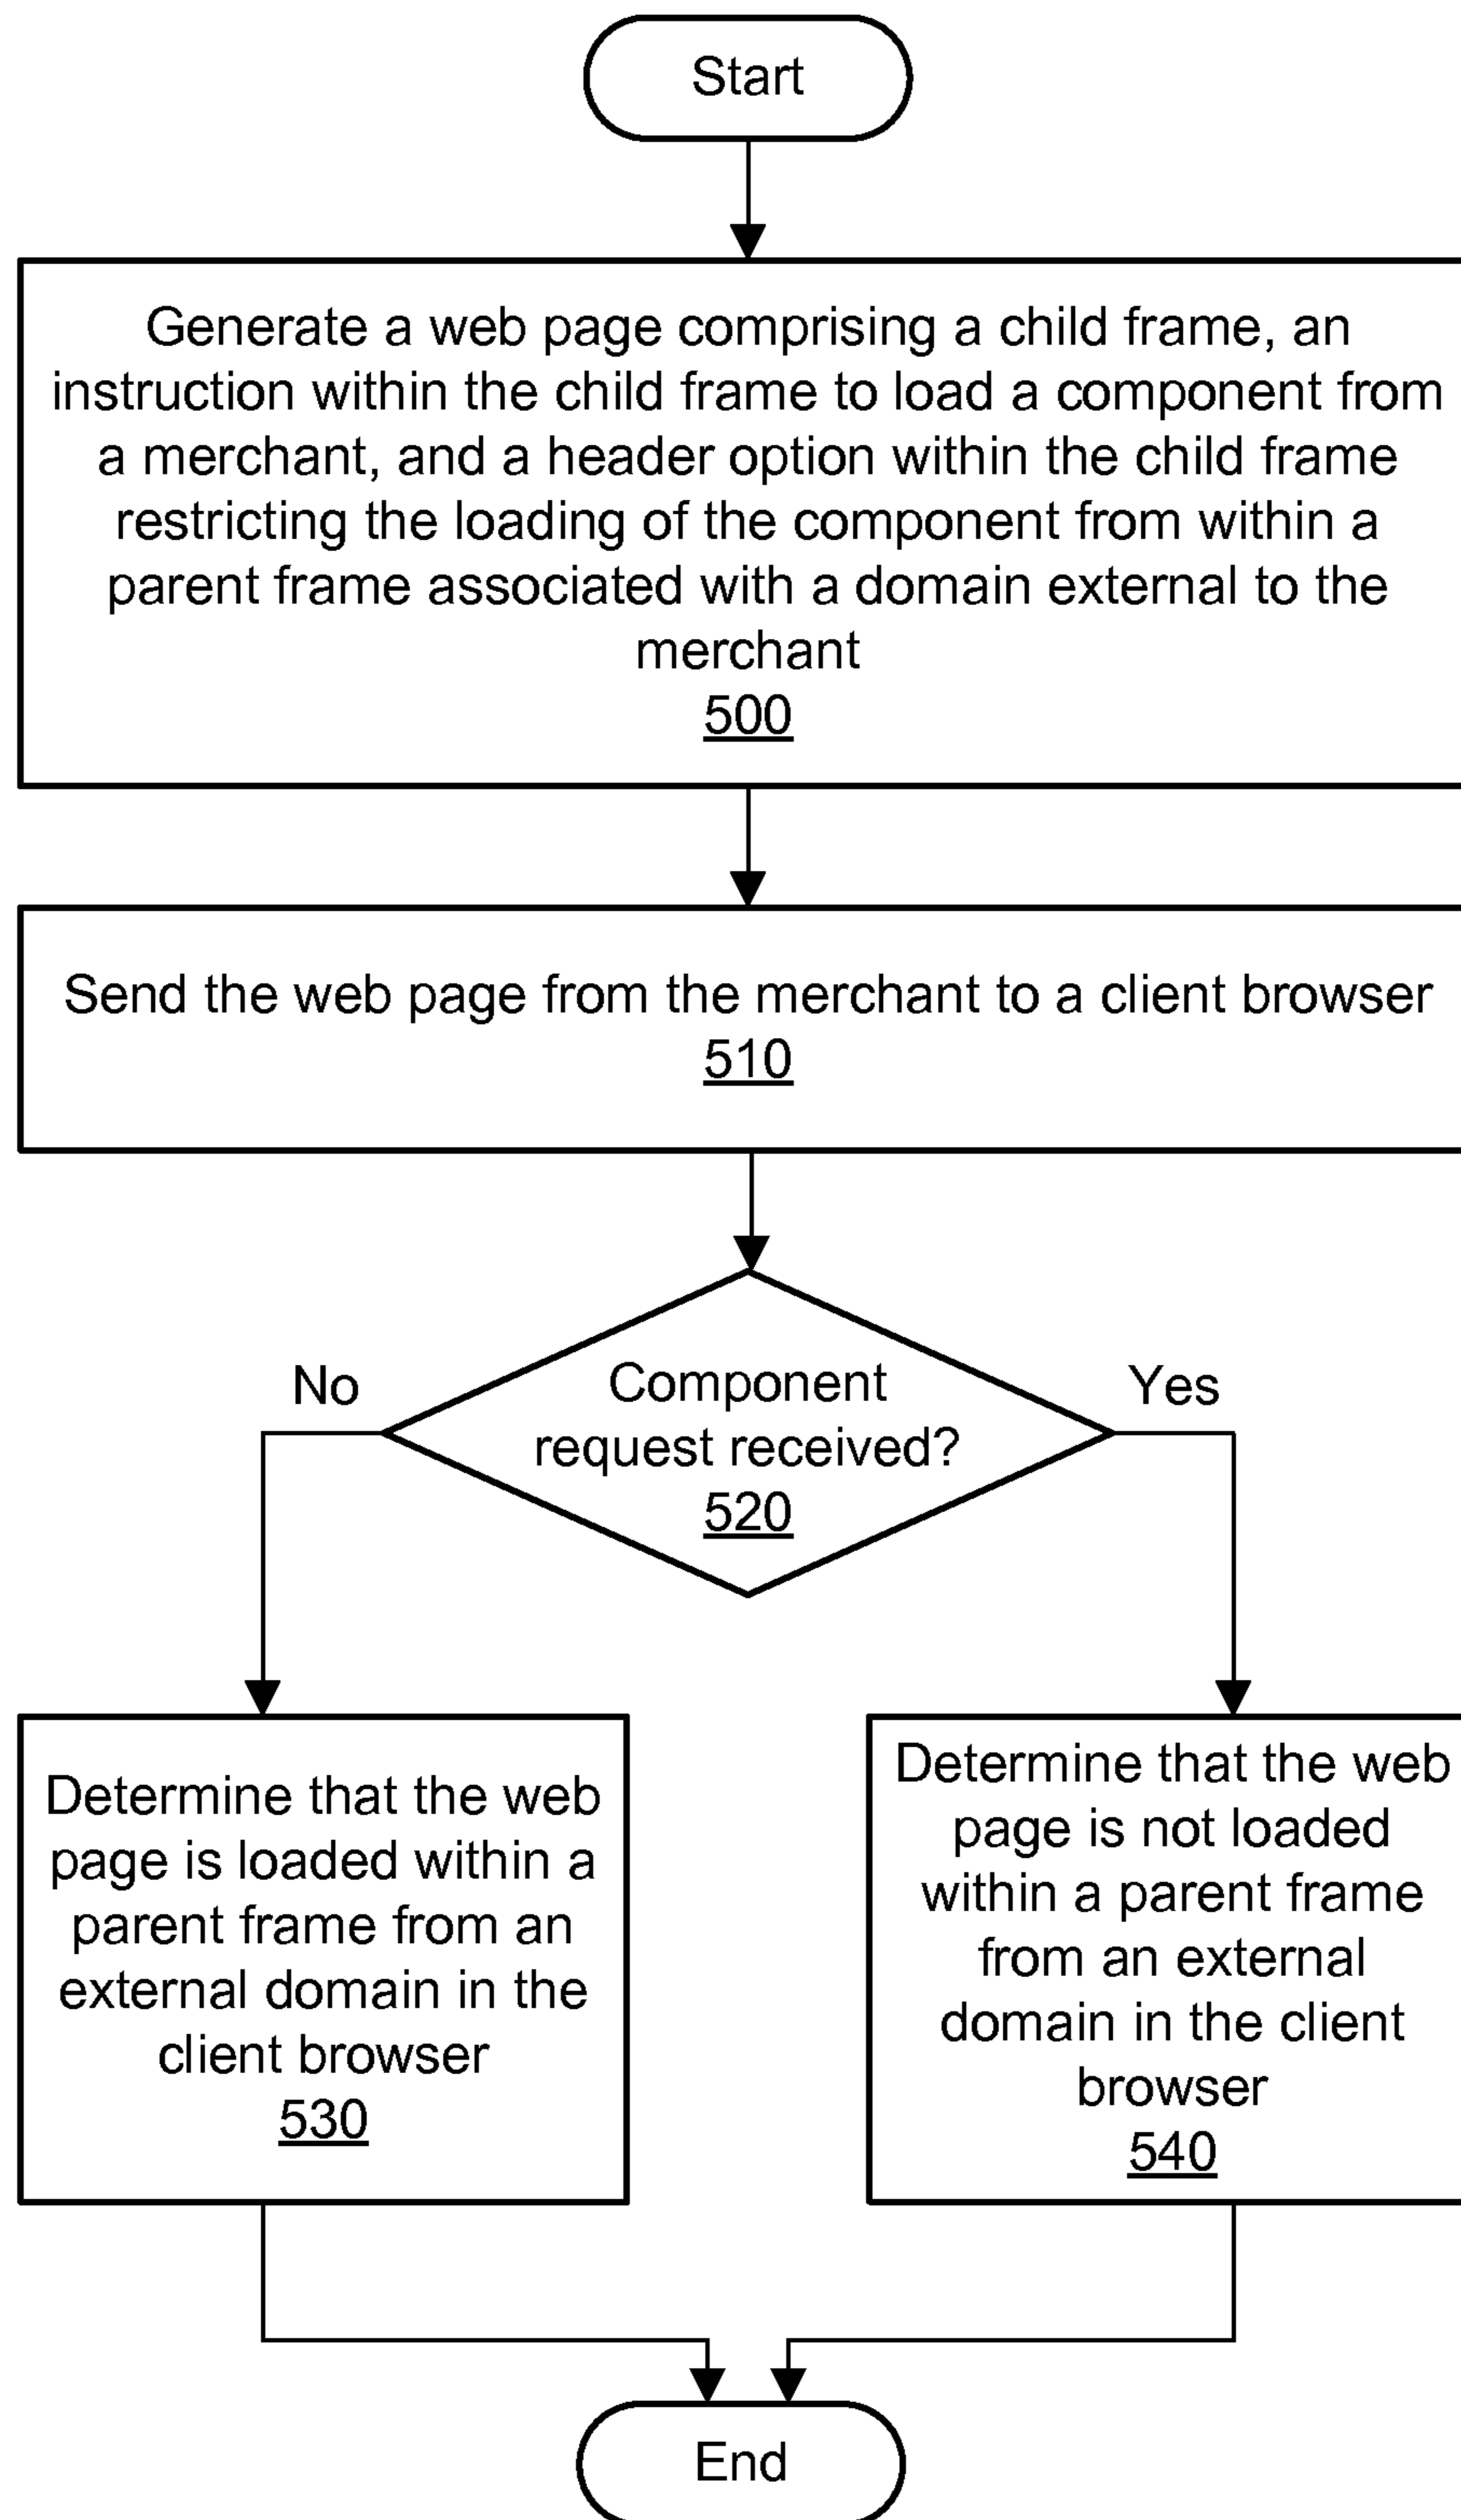 Start
Generate a web page comprising a child frame, an
instruction within the child frame to load a component from
a merchant, and a header option within the child frame
restricting the loading of the component from within a
parent frame associated with a domain external to the
merchant
500
Send the web page from the merchant to a client browser
510
Component
request received?
520
No
Yes
Determine that the web
page is loaded within a
parent frame from an
external domain in the
client browser
530
Determine that the web
page is not loaded
within a parent frame
from an external
domain in the client
browser
540
End